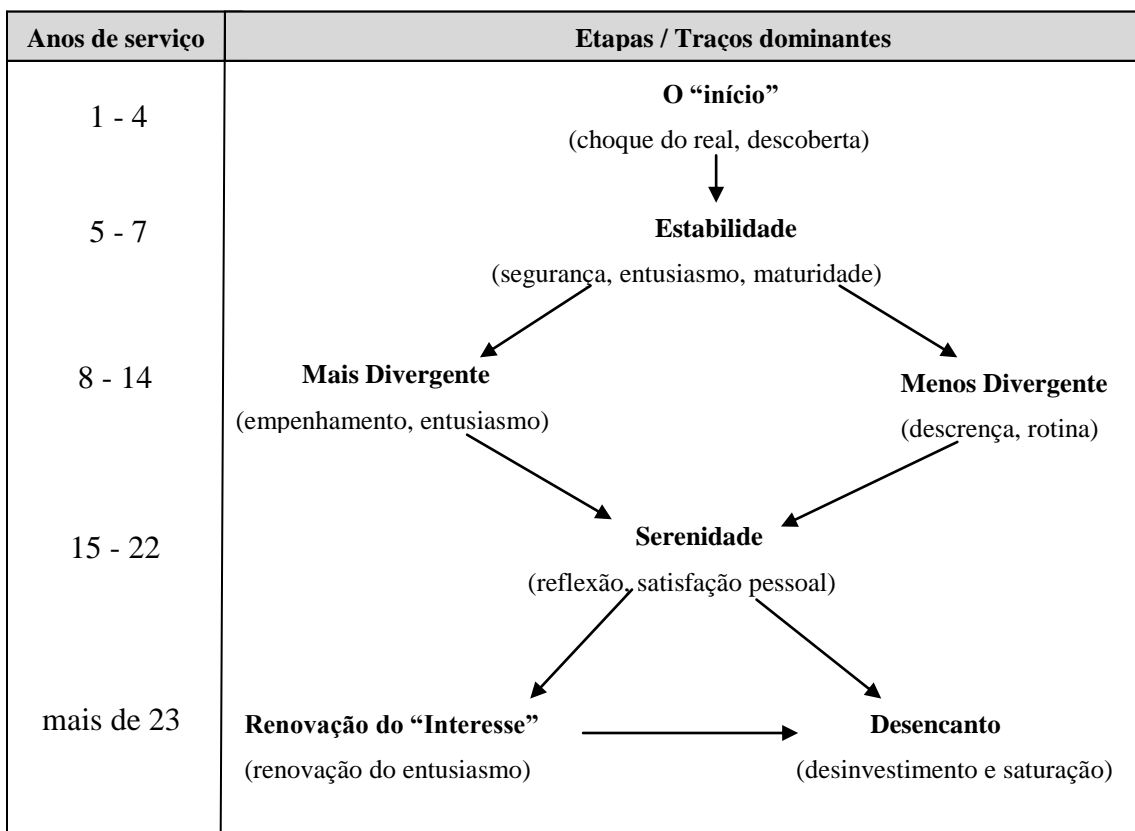 Anos de serviço
Etapas / Traços dominantes
1 - 4
O “início”
(choque do real, descoberta)
5 - 7
Estabilidade
(segurança, entusiasmo, maturidade)
8 - 14
Mais Divergente
Menos Divergente
(empenhamento, entusiasmo)
(descrença, rotina)
15 - 22
Serenidade
(reflexão, satisfação pessoal)
mais de 23
Renovação do “Interesse”
Desencanto
(renovação do entusiasmo)
(desinvestimento e saturação)